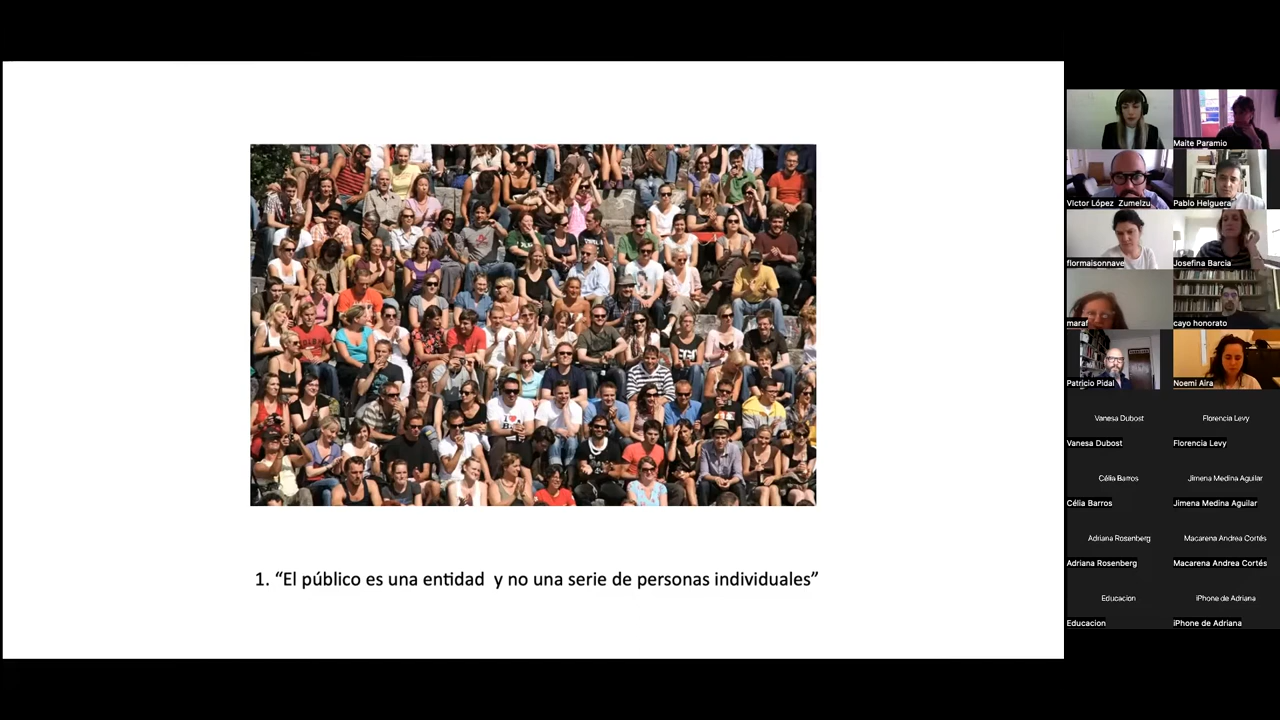 1. “El público es una entidad  y no una serie de personas individuales”
Maite Paramio
Victor López  Zumelzu
Pablo Helguera
flormaisonnave
Josefina Barcia
maraf
cayo honorato
Patricio Pidal
Noemi Aira
Vanesa Dubost
Florencia Levy
Vanesa Dubost
Florencia Levy
Célia Barros
Jimena Medina Aguilar
Célia Barros
Jimena Medina Aguilar
Adriana Rosenberg
Macarena Andrea Cortés
Adriana Rosenberg
Macarena Andrea Cortés
Educacion
iPhone de Adriana
Educacion
iPhone de Adriana